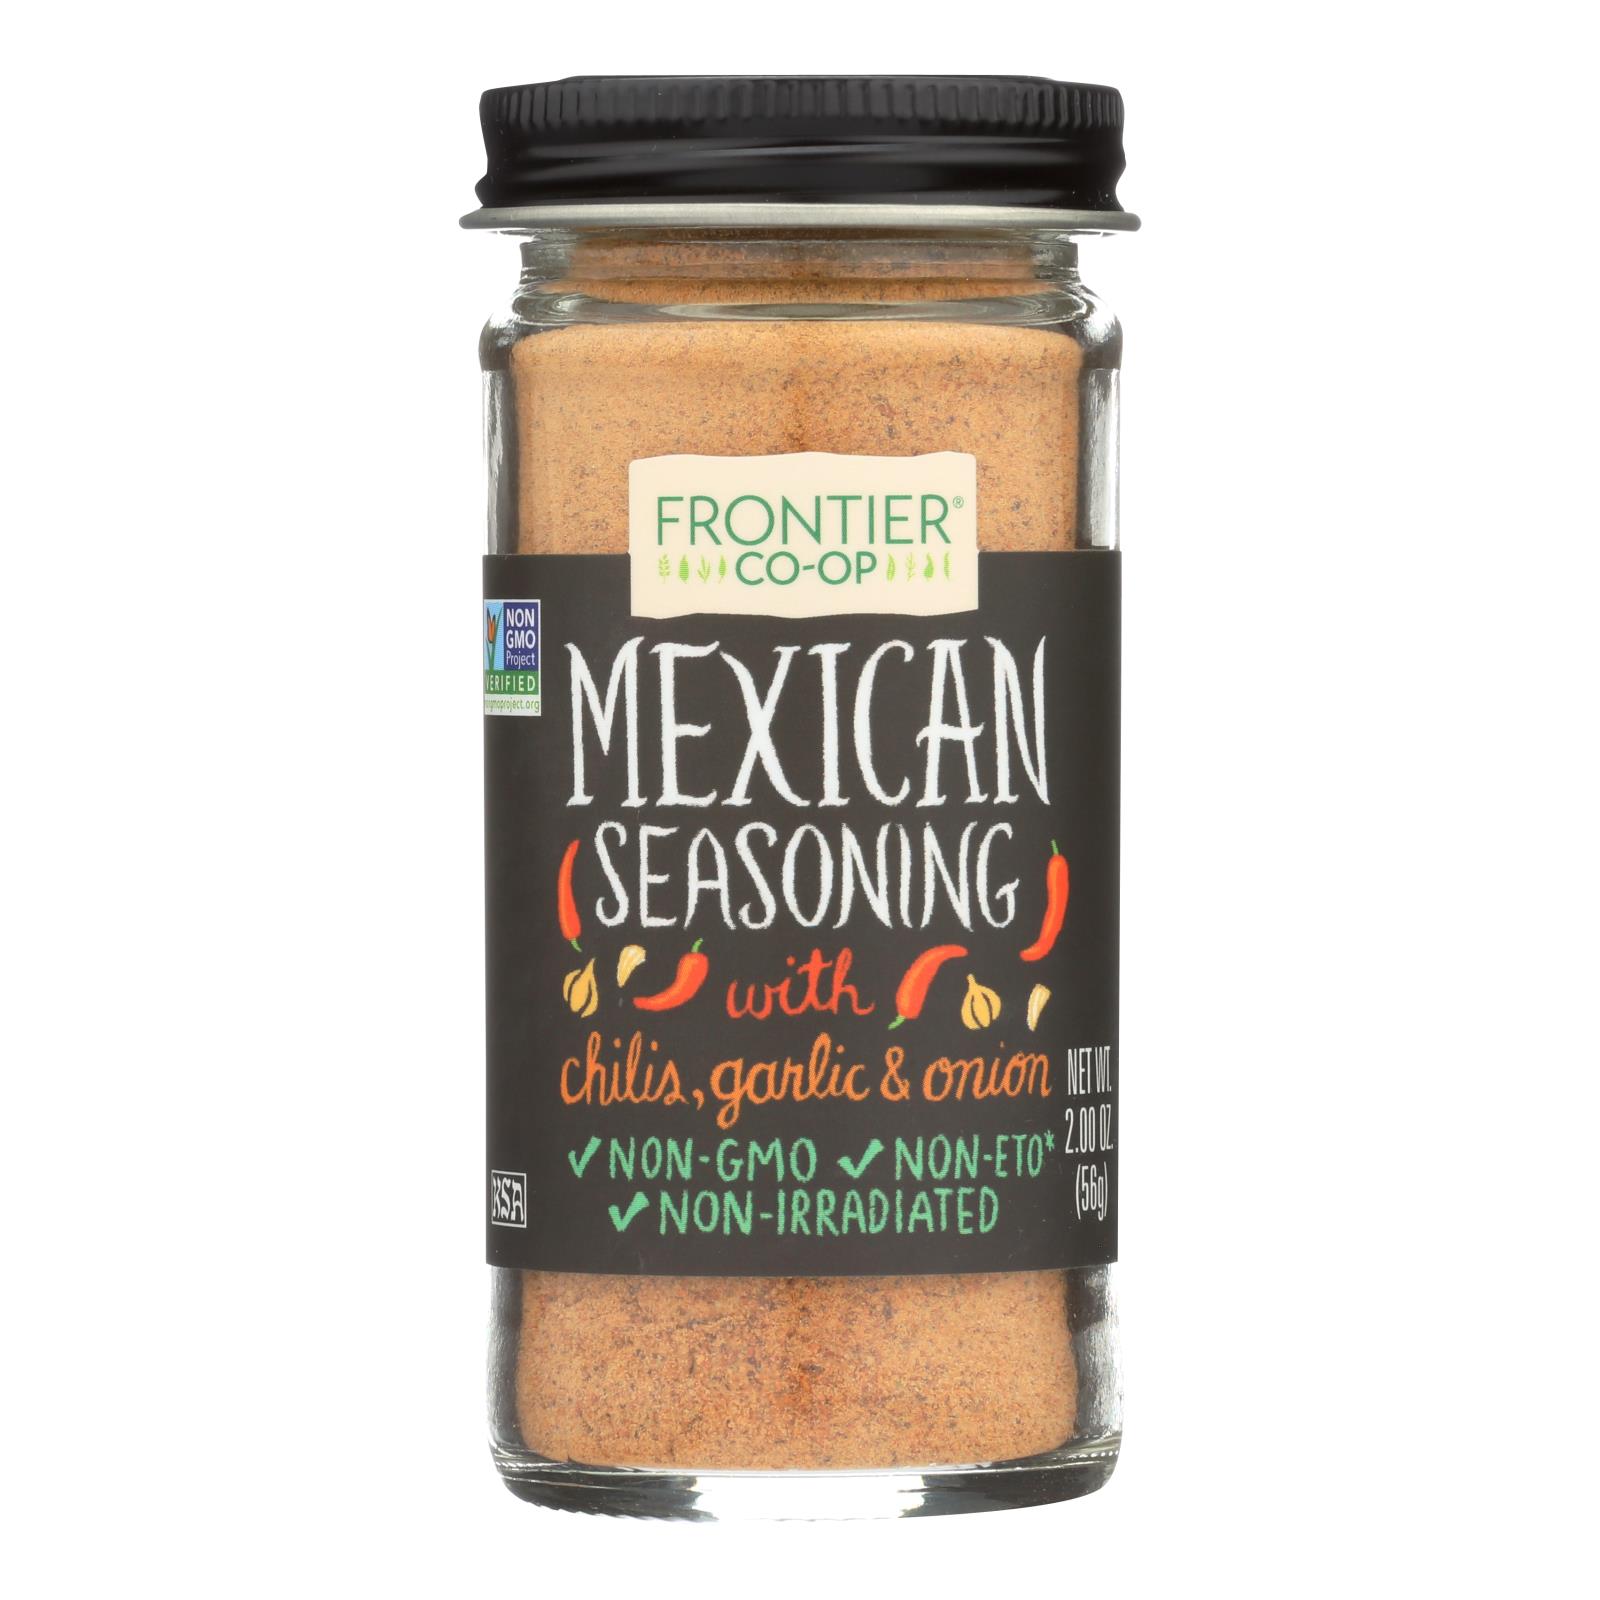 FRONTIER®
CO-OP
NON
GMO
Project
VERIFIED
MEXICAN
SEASONING
with
chilis, garlic & onion
NET WT.
2.00 OZ.
(56g)
✓NON-GMO ✓NON-ETO*
✓NON-IRRADIATED
KSA